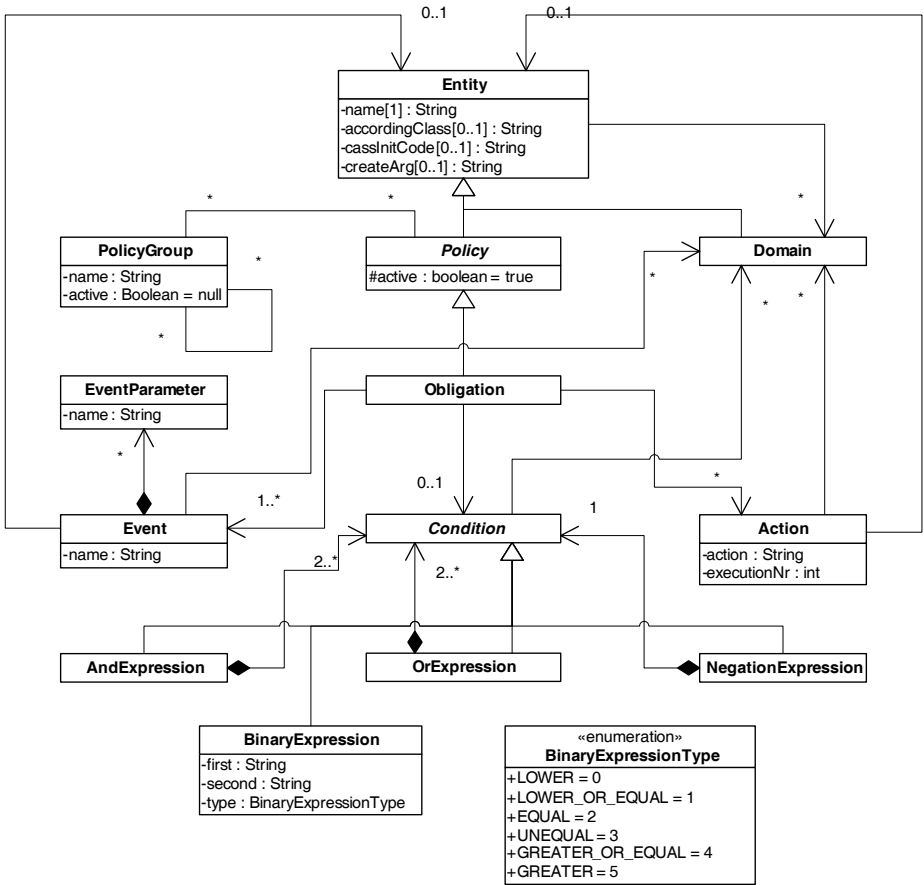 0..1
0..1
Entity
-name[1] : String
-accordingClass[0..1] : String
-cassInitCode[0..1] : String
-createArg[0..1] : String
*
*
*
PolicyGroup
-name : String
-active : Boolean = null
*
*
Policy
#active : boolean = true
Domain
*
*
*
EventParameter
-name : String
*
Obligation
0..1
*
1..*
Event
-name : String
Condition
1
Action
-action : String
-executionNr : int
2..*
2..*
AndExpression
OrExpression
NegationExpression
BinaryExpression
-first : String
-second : String
-type : BinaryExpressionType
«enumeration»
BinaryExpressionType
+LOWER = 0
+LOWER_OR_EQUAL = 1
+EQUAL = 2
+UNEQUAL = 3
+GREATER_OR_EQUAL = 4
+GREATER = 5